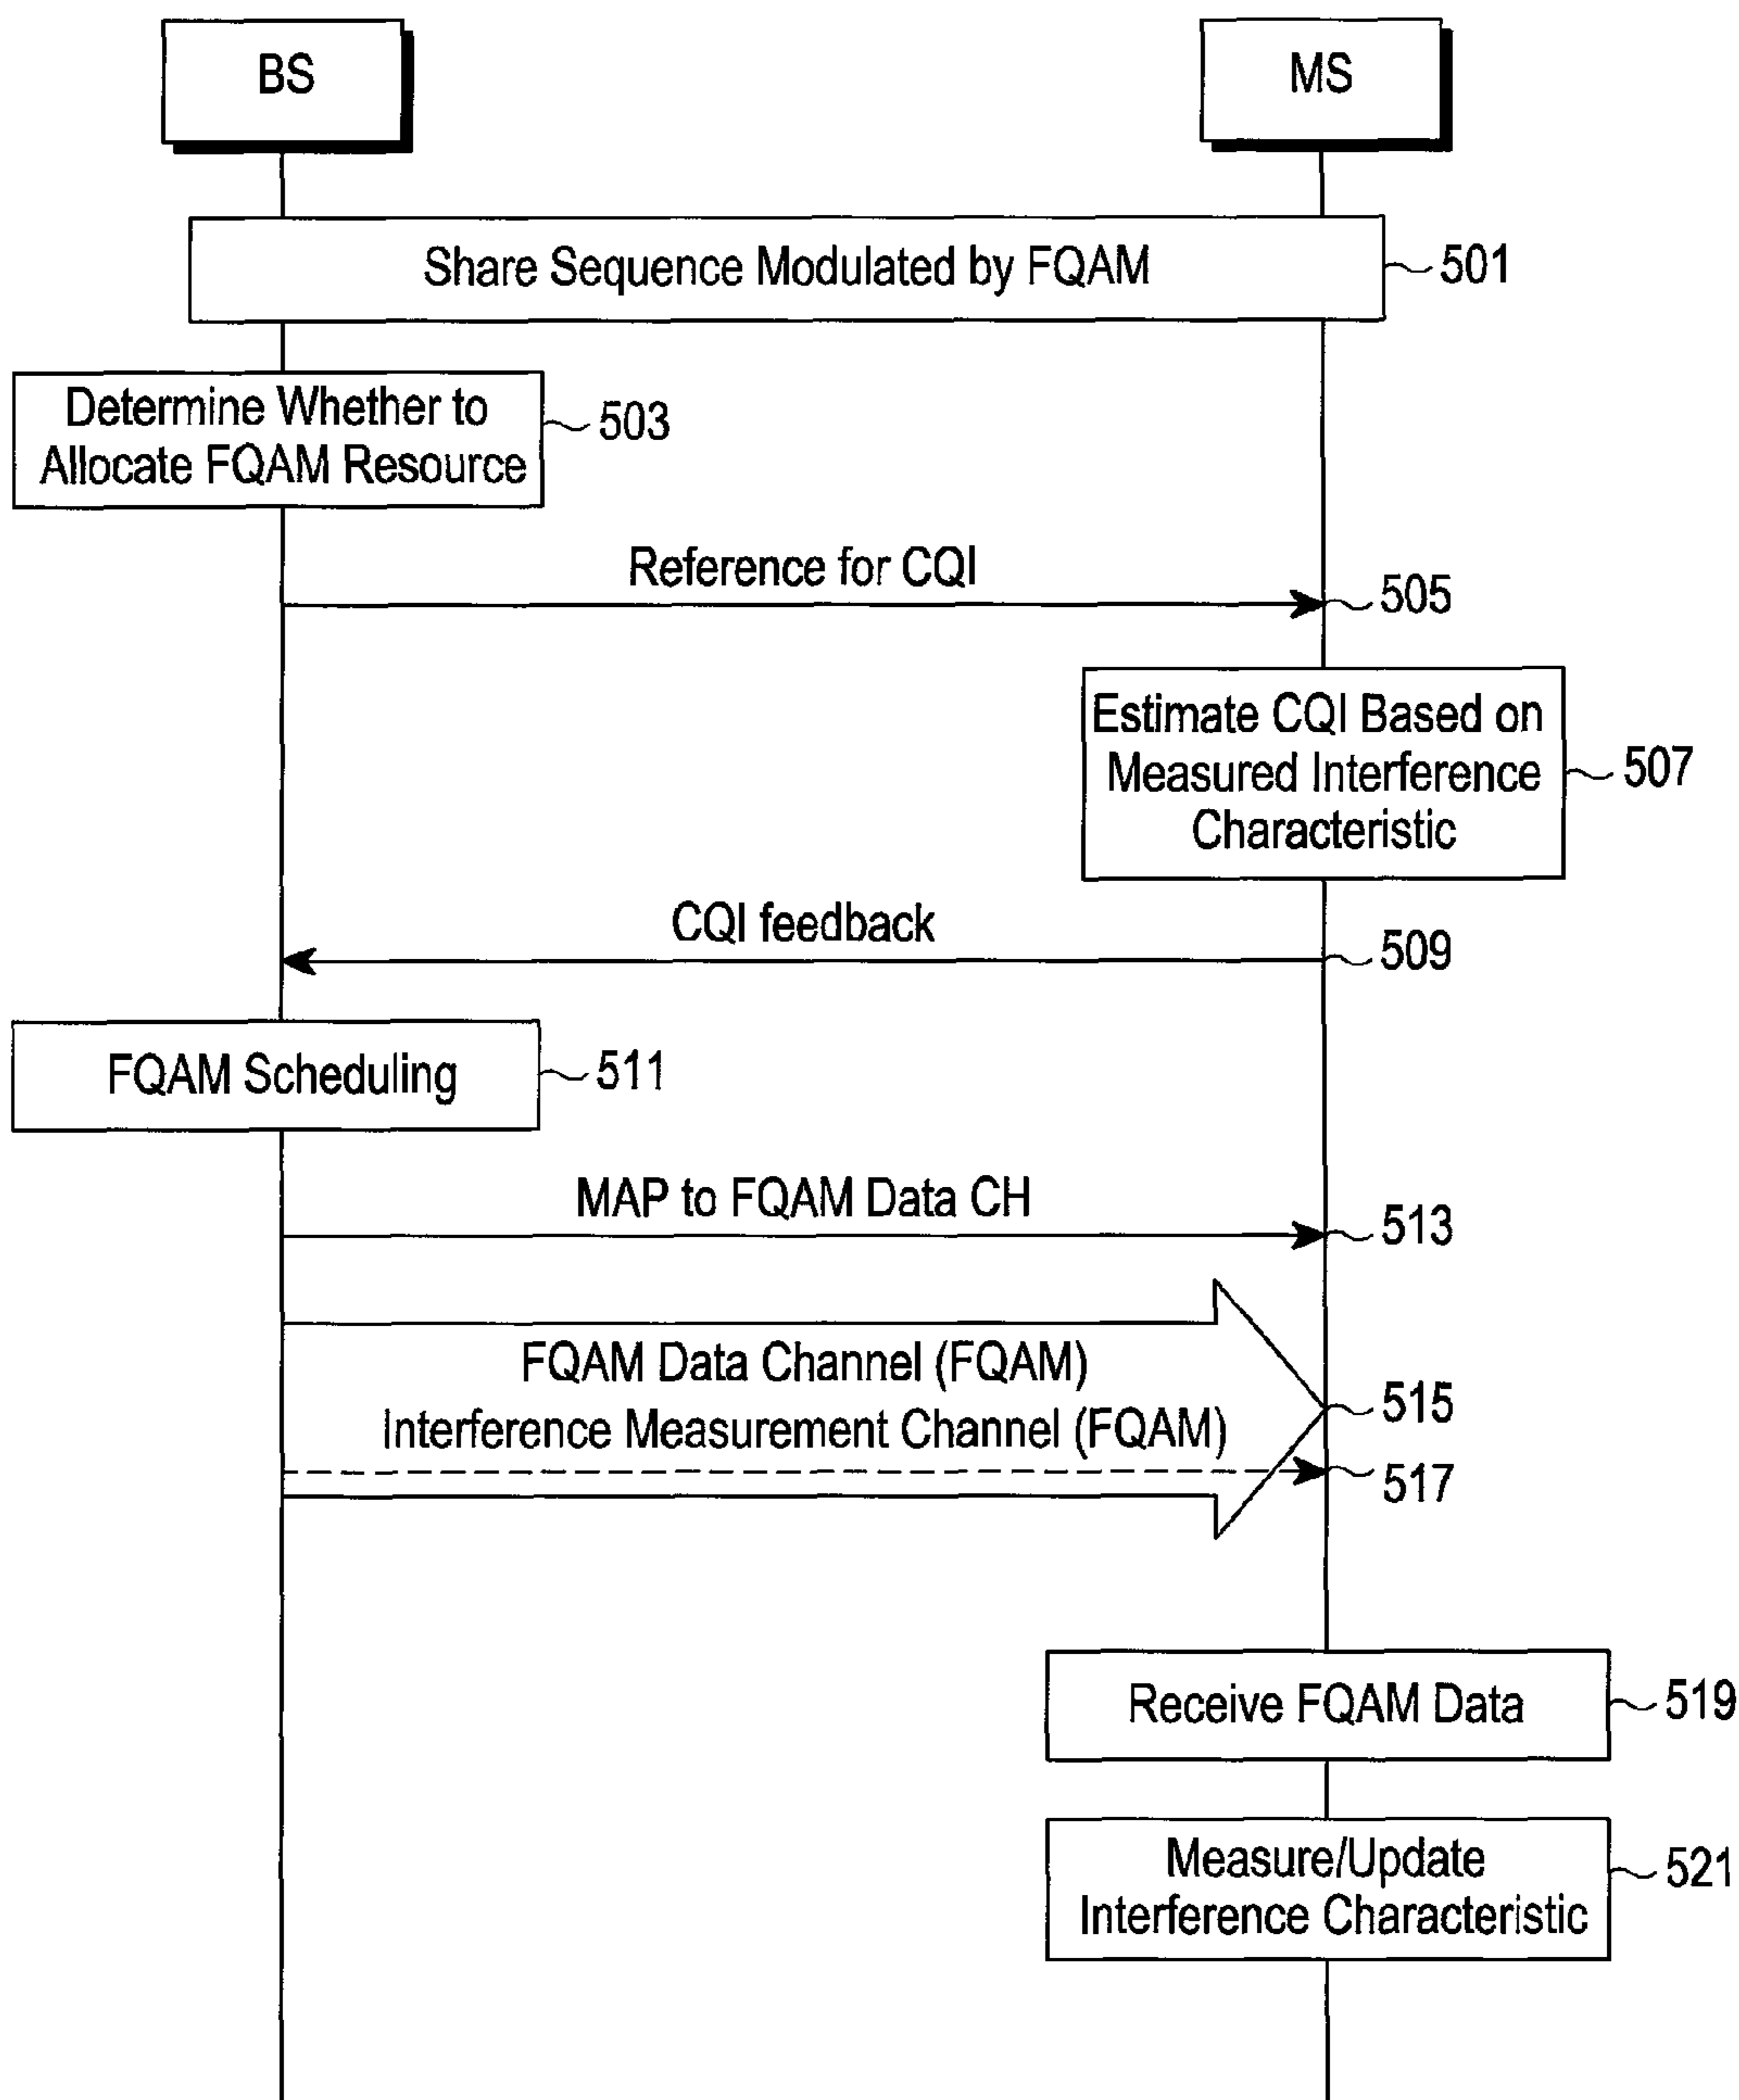 BS
MS
Share Sequence Modulated by FQAM
501
Determine Whether to
Allocate FQAM Resource
503
Reference for CQI
505
Estimate CQI Based on
Measured Interference
Characteristic
507
CQI feedback
509
FQAM Scheduling
511
MAP to FQAM Data CH
513
FQAM Data Channel (FQAM)
Interference Measurement Channel (FQAM)
515
517
Receive FQAM Data
519
Measure/Update
Interference Characteristic
521